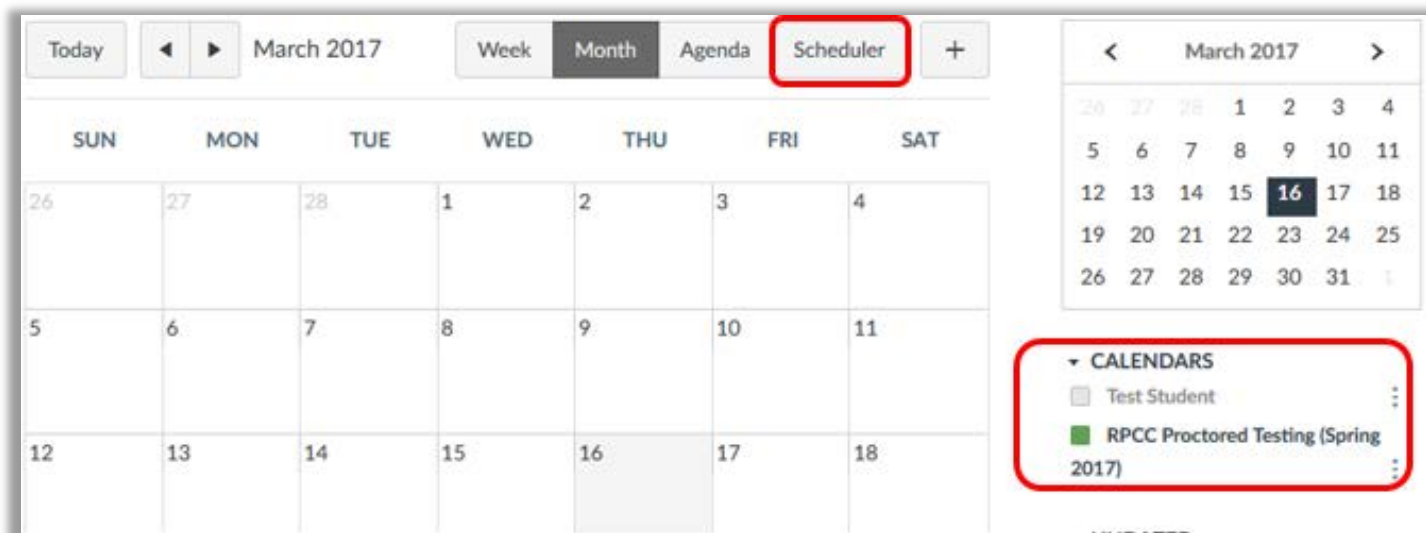 Today March 2017 Week Month Agenda Scheduler +
SUN MON TUE WED THU FRI SAT
26 27 28 1 2 3 4
5 6 7 8 9 10 11
12 13 14 15 16 17 18
< March 2017 >
26 27 28 1 2 3 4
5 6 7 8 9 10 11
12 13 14 15 16 17 18
19 20 21 22 23 24 25
26 27 28 29 30 31 1
CALENDARS
Test Student
RPCC Proctored Testing (Spring
2017)